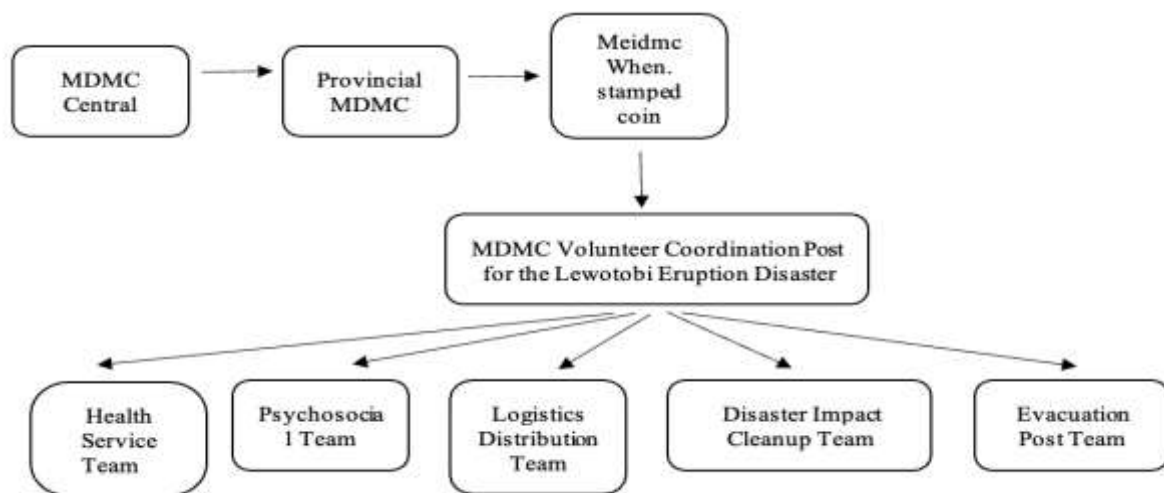 MDMC
Central
Provincial
MDMC
Meidmc
When.
stamped
coin
MDMC Volunteer Coordination Post
for the Lewotobi Eruption Disaster
Health
Service
Team
Psychosocia
l Team
Logistics
Distribution
Team
Disaster Impact
Cleanup Team
Evacuation
Post Team